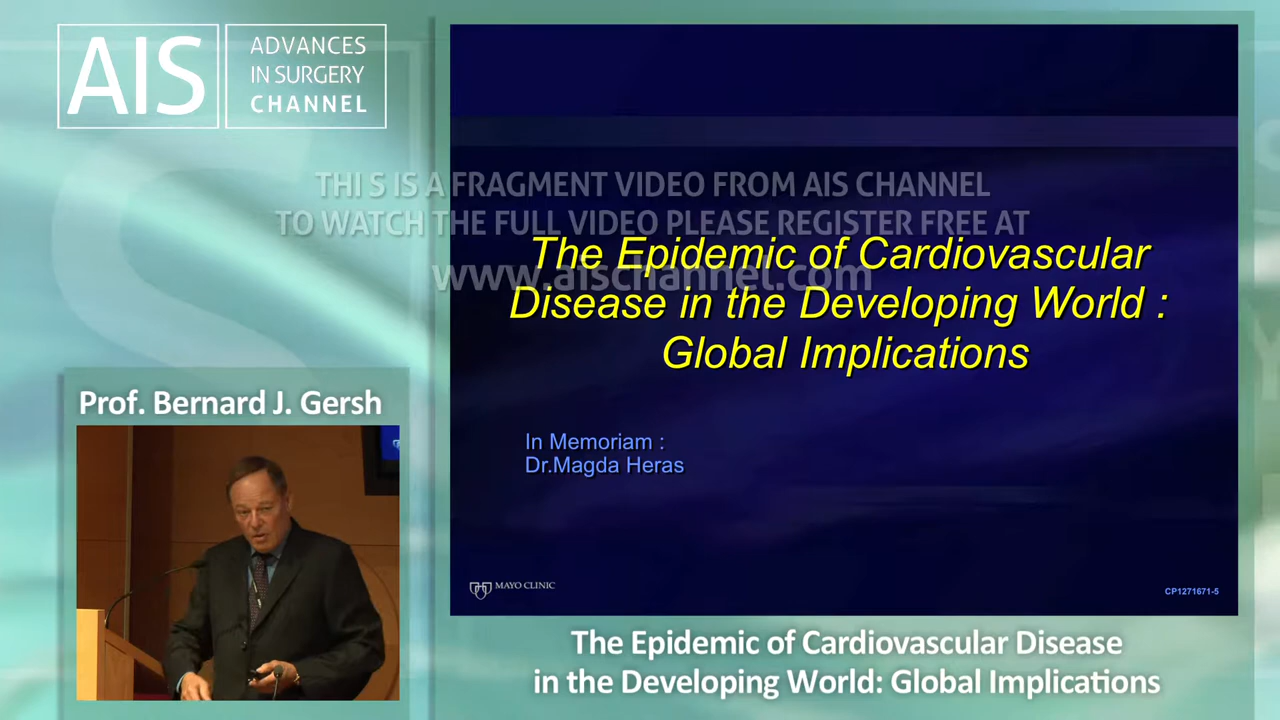 AIS
ADVANCES
IN SURGERY
CHANNEL
THI S IS A FRAGMENT VIDEO FROM AIS CHANNEL
TO WATCH THE FULL VIDEO PLEASE REGISTER FREE AT
www.aischannel.com
The Epidemic of Cardiovascular
Disease in the Developing World :
Global Implications
In Memoriam :
Dr.Magda Heras
MAYO CLINIC
CP1271671-5
Prof. Bernard J. Gersh
The Epidemic of Cardiovascular Disease
in the Developing World: Global Implications